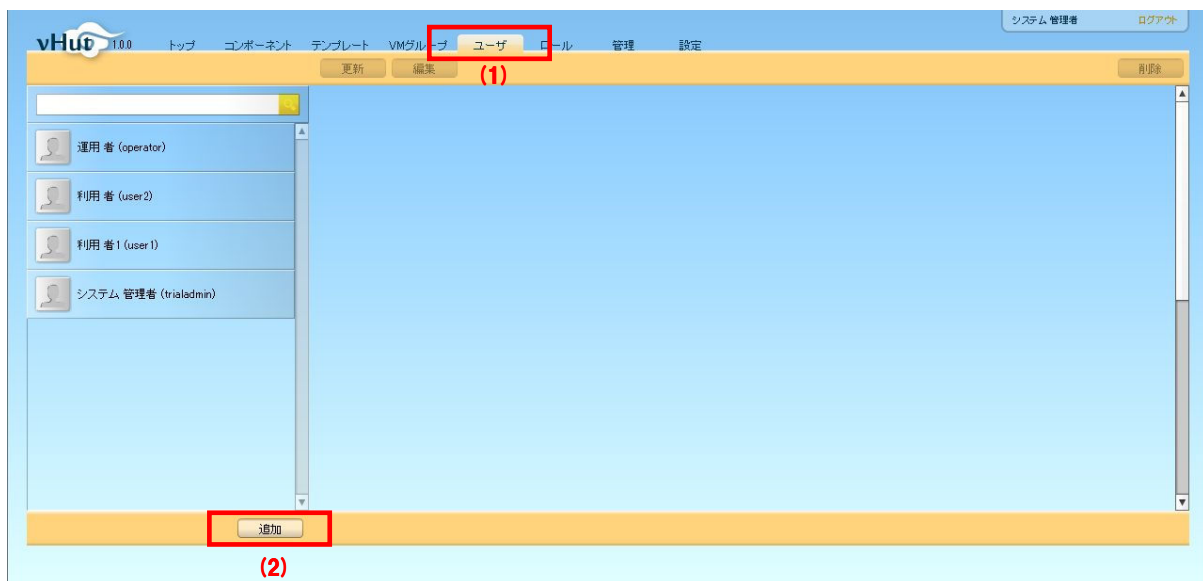 システム 管理者 ログアウト
vHut 1.0.0 トップ コンポーネント テンプレート VMグループ ユーザ ロール 管理 設定
更新 編集 (1) 削除
運用 者 (operator)
利用 者 (user2)
利用 者1 (user1)
システム 管理者 (trialadmin)
追加
(2)